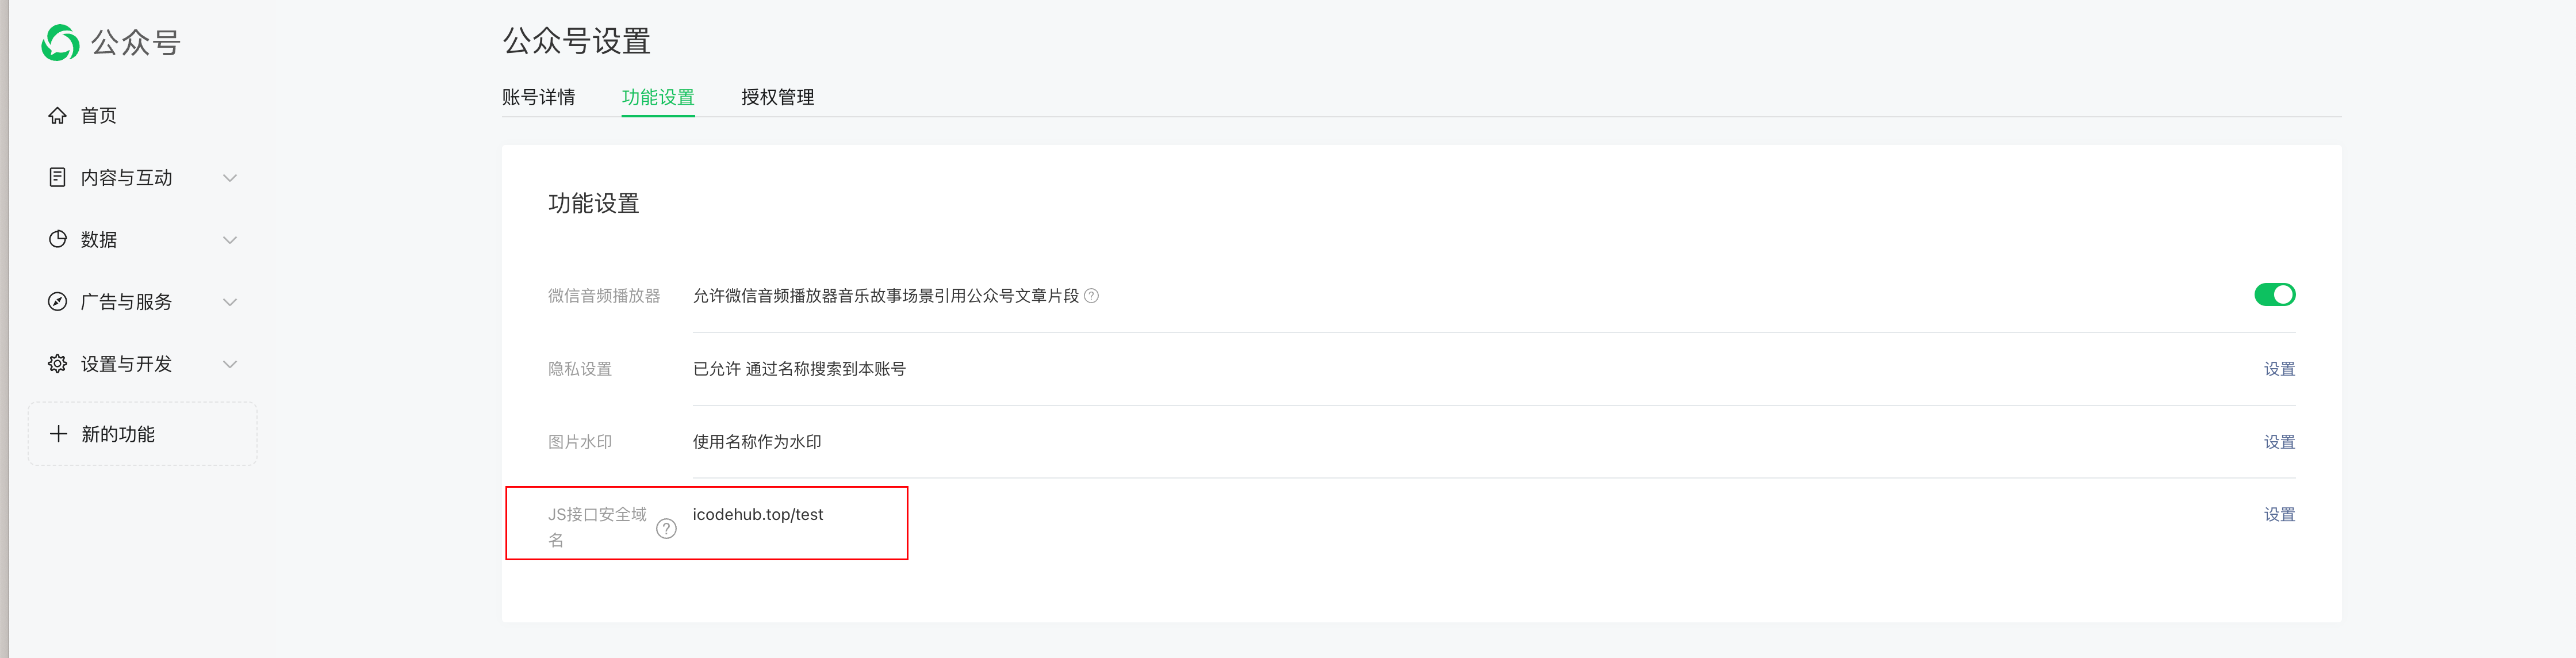 公众号
首页
内容与互动
数据
广告与服务
设置与开发
新的功能
公众号设置
账号详情 功能设置 授权管理
功能设置
微信音频播放器 允许微信音频播放器音乐故事场景引用公众号文章片段 ?
隐私设置 已允许 通过名称搜索到本账号 设置
图片水印 使用名称作为水印 设置
JS接口安全域 ? icodehub.top/test 设置
名